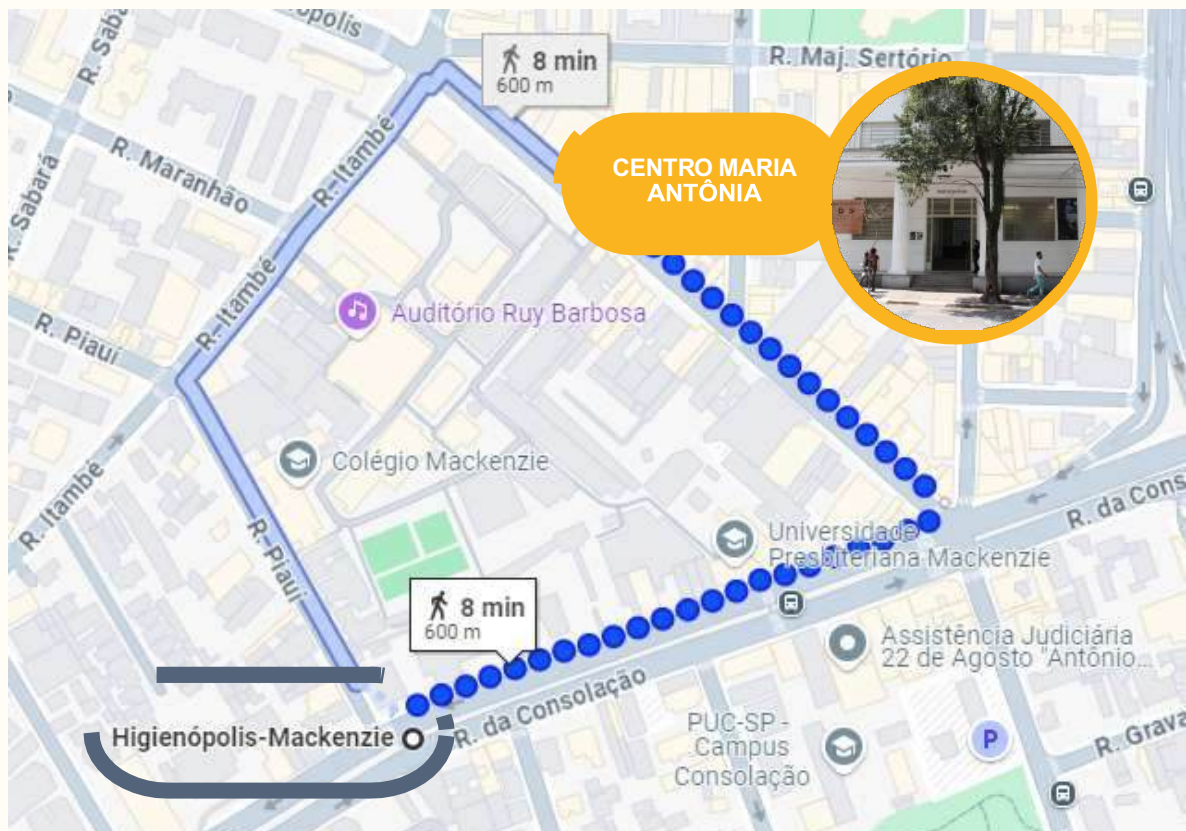 R. Sabará
8 min
600 m
R. Maj. Sertório
CENTRO MARIA
ANTÔNIA
R. Itambé
R. Maranhão
R. Sabará
R. Itambé
Auditório Ruy Barbosa
R. Piauí
Colégio Mackenzie
R. Itambé
R. da Cons
Universidade
Presbiteriana Mackenzie
R. Piauí
8 min
600 m
Assistência Judiciária
22 de Agosto "Antônio...
R. da Consolação
Higienópolis-Mackenzie
PUC-SP -
Campus
Consolação
P
R. Grava